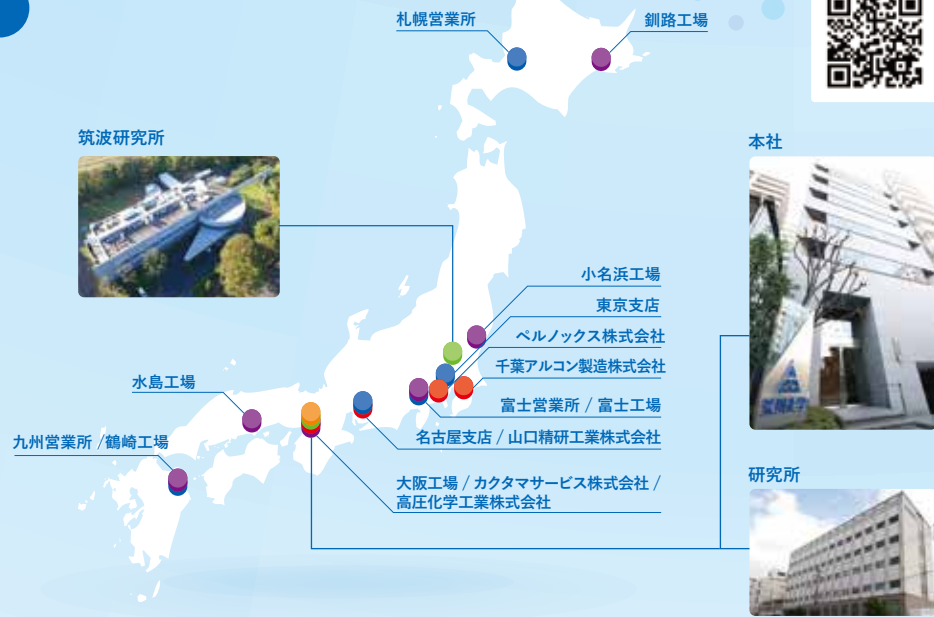 札幌営業所
釧路工場
筑波研究所
本社
小名浜工場
東京支店
ペルノックス株式会社
千葉アルコン製造株式会社
水島工場
富士営業所 / 富士工場
九州営業所 /鶴崎工場
名古屋支店 / 山口精研工業株式会社
大阪工場 / カクタマサービス株式会社 /
高圧化学工業株式会社
研究所
荒川化学